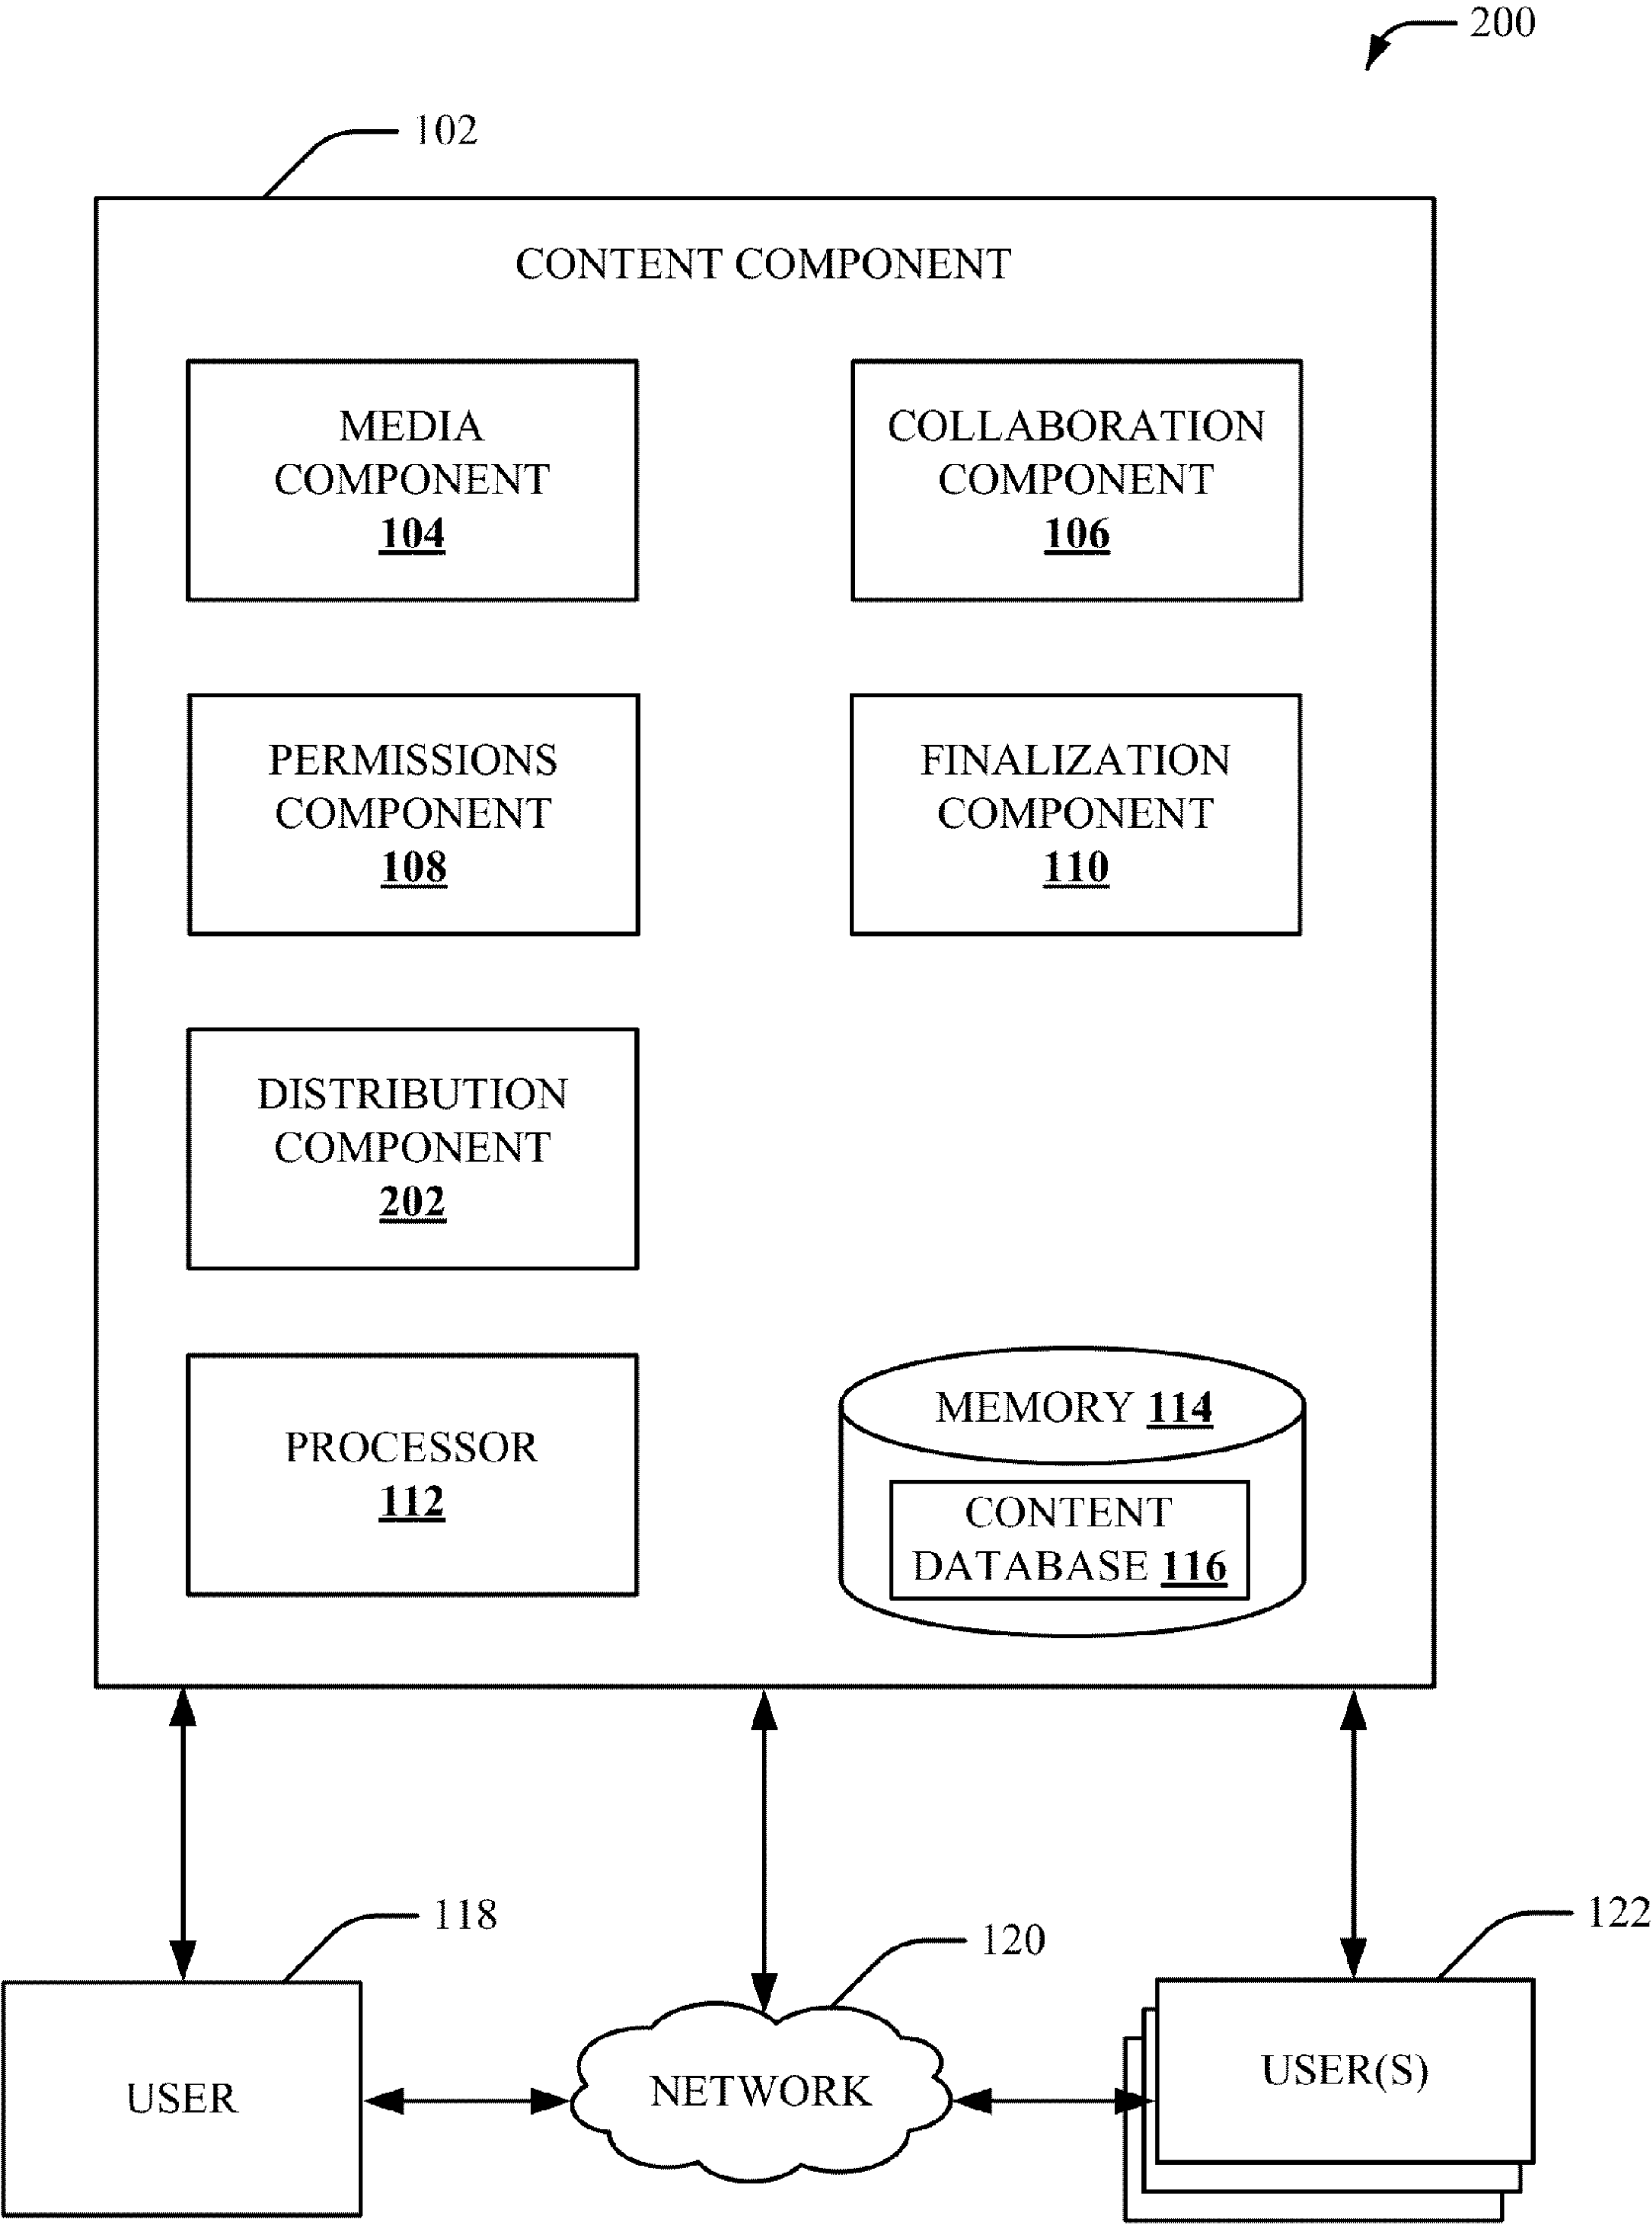 200
102
CONTENT COMPONENT
MEDIA
COMPONENT
104
COLLABORATION
COMPONENT
106
PERMISSIONS
COMPONENT
108
FINALIZATION
COMPONENT
110
DISTRIBUTION
COMPONENT
202
PROCESSOR
112
MEMORY 114
CONTENT
DATABASE 116
118
120
122
USER
NETWORK
USER(S)